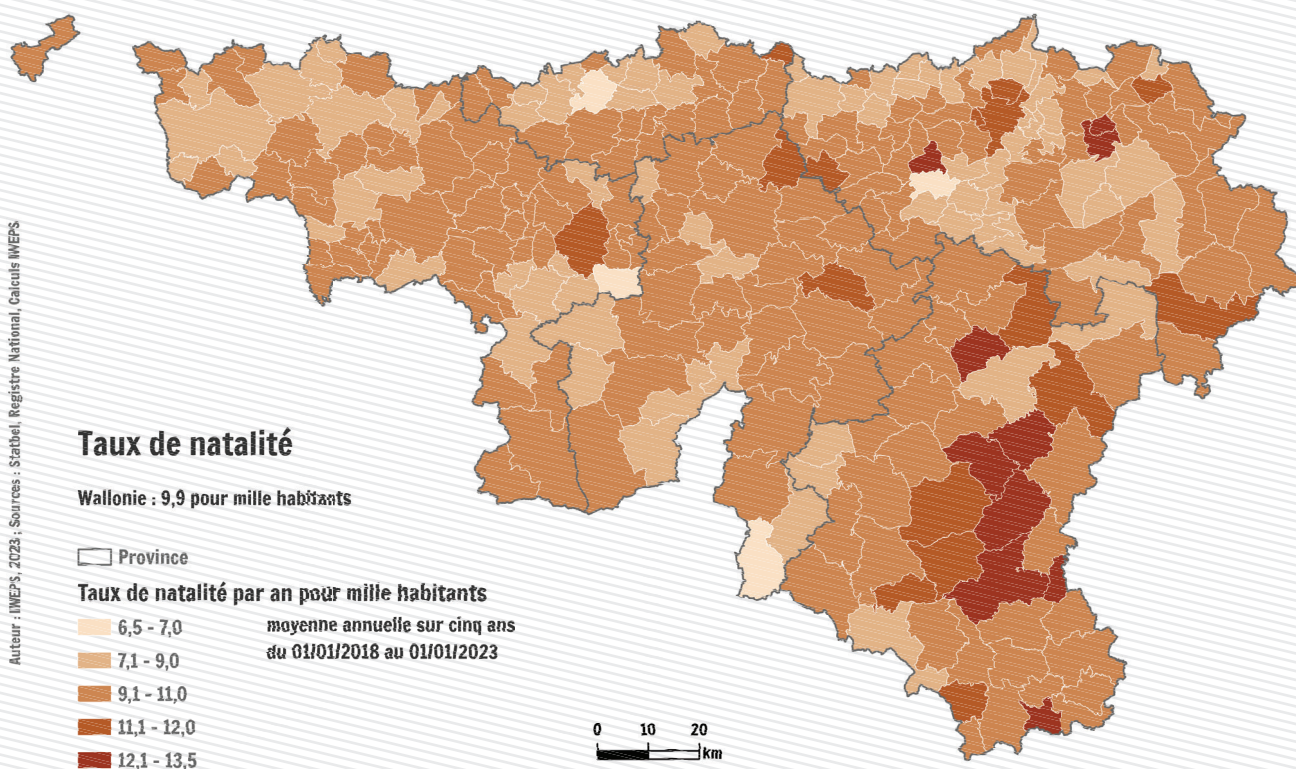 Auteur : IWEPS, 2023 ; Sources : Statbel, Registre National, Calculs IWEPS
Taux de natalité
Wallonie : 9,9 pour mille habitants
Province
Taux de natalité par an pour mille habitants
moyenne annuelle sur cinq ans
du 01/01/2018 au 01/01/2023
6,5 - 7,0
7,1 - 9,0
9,1 - 11,0
11,1 - 12,0
12,1 - 13,5
0 10 20
km